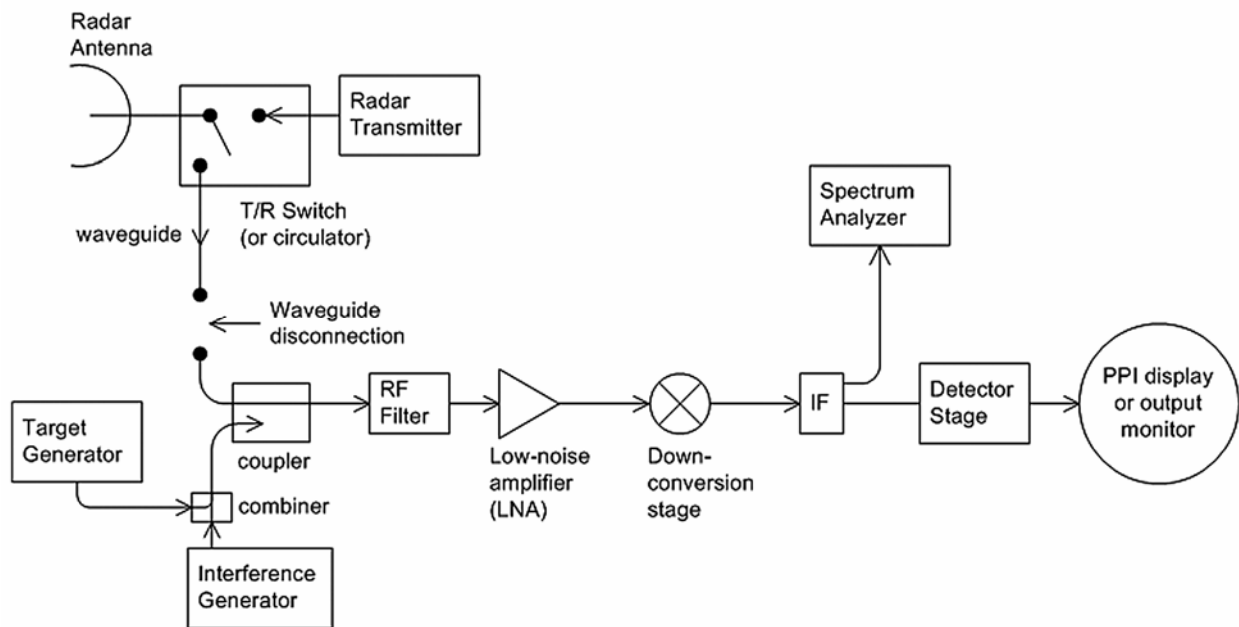 Radar
Antenna
Radar
Transmitter
T/R Switch
(or circulator)
waveguide
Waveguide
disconnection
Spectrum
Analyzer
Target
Generator
coupler
combiner
Interference
Generator
RF
Filter
Low-noise
amplifier
(LNA)
Down-
conversion
stage
IF
Detector
Stage
PPI display
or output
monitor